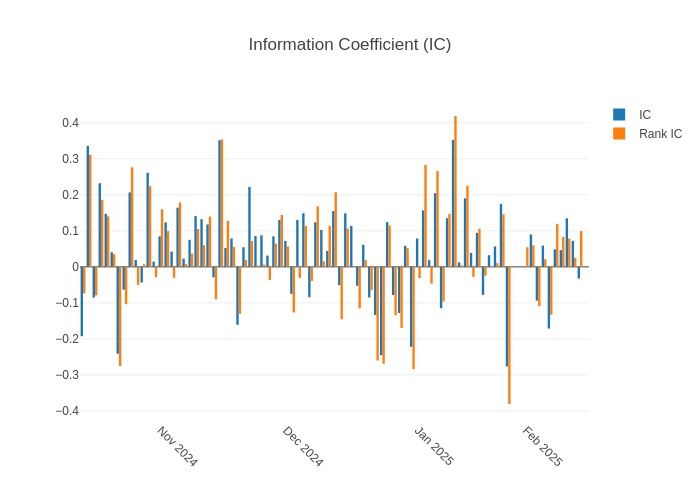 Information Coefficient (IC)
IC
Rank IC
0.4
0.3
0.2
0.1
0
−0.1
−0.2
−0.3
−0.4
Nov 2024
Dec 2024
Jan 2025
Feb 2025